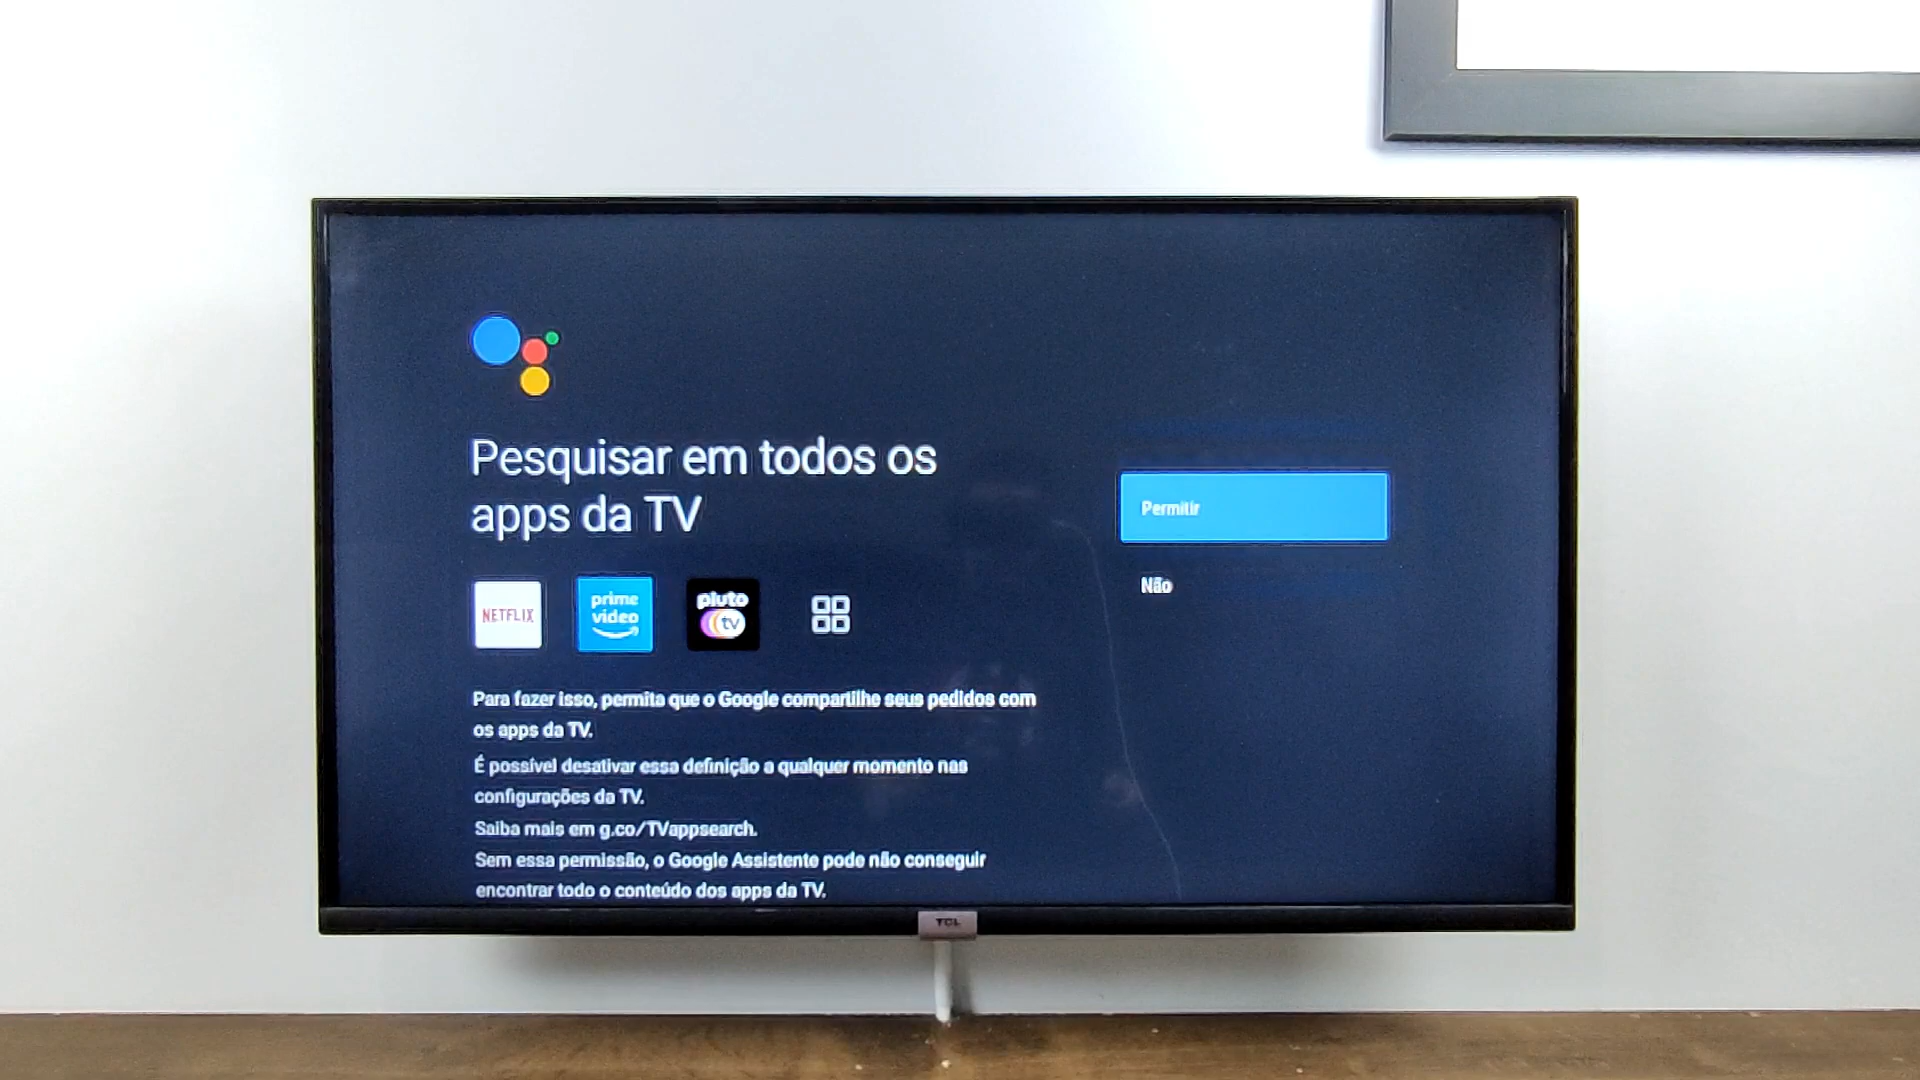 Pesquisar em todos os
apps da TV
Permitir
Não
NETFLIX
prime
video
pluto
tv
Para fazer isso, permita que o Google compartilhe seus pedidos com
os apps da TV.
É possível desativar essa definição a qualquer momento nas
configurações da TV.
Saiba mais em g.co/TVappsearch.
Sem essa permissão, o Google Assistente pode não conseguir
encontrar todo o conteúdo dos apps da TV.
TCL